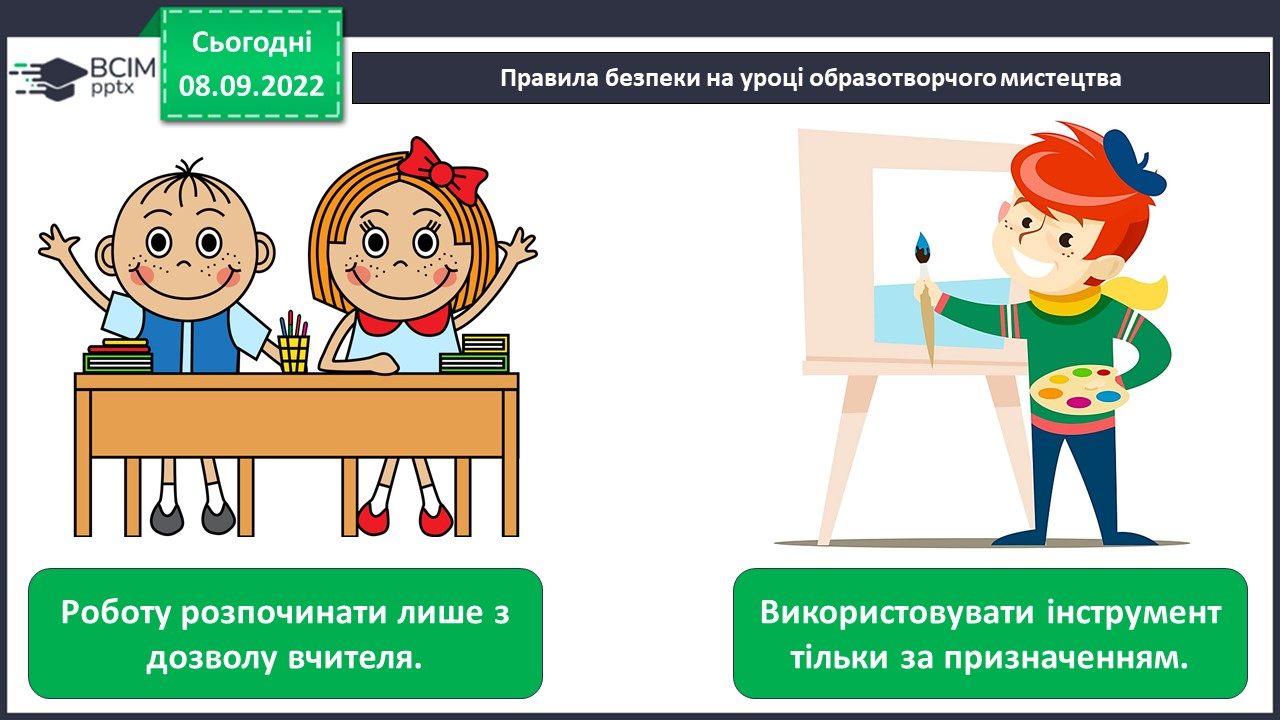 Сьогодні
08.09.2022
ВСІМ
pptx
Правила безпеки на уроці образотворчого мистецтва
Роботу розпочинати лише з
дозволу вчителя.
Використовувати інструмент
тільки за призначенням.